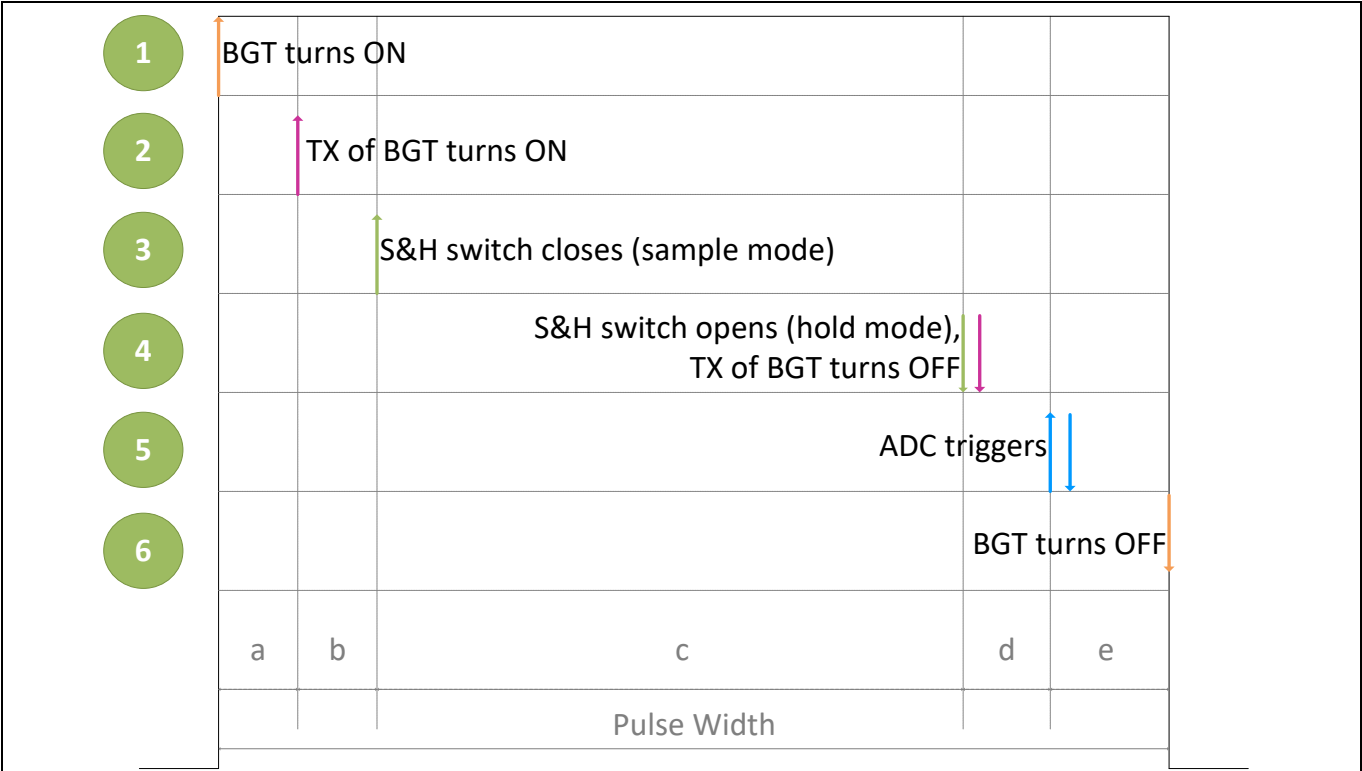 1
BGT turns ON
2
TX of BGT turns ON
3
S&H switch closes (sample mode)
4
S&H switch opens (hold mode),
TX of BGT turns OFF
5
ADC triggers
6
BGT turns OFF
a b c d e
Pulse Width